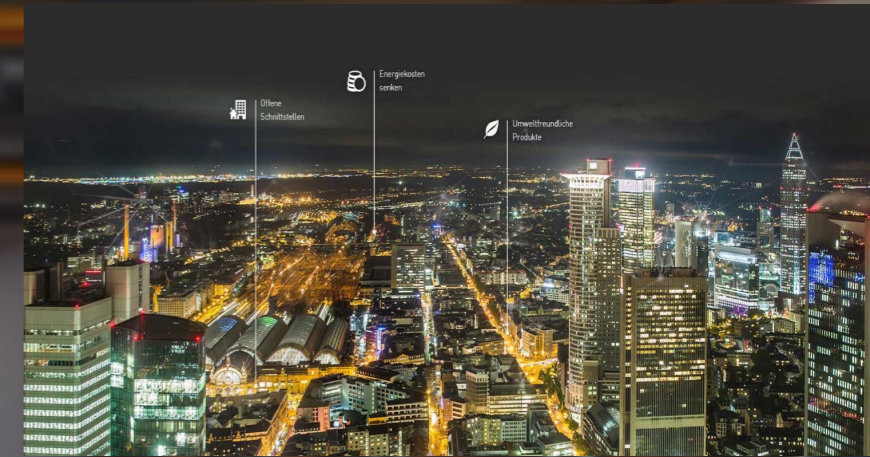 Energiekosten
senken
Offene
Schnittstellen
Umweltfreundliche
Produkte